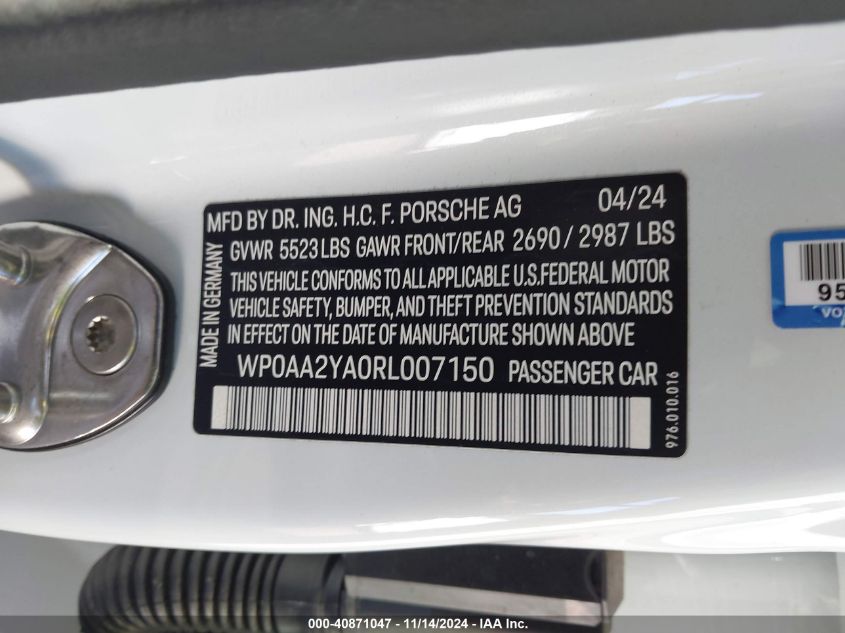 MFD BY DR. ING. H.C. F. PORSCHE AG 04/24
GVWR 5523 LBS GAWR FRONT/REAR 2690 / 2987 LBS
THIS VEHICLE CONFORMS TO ALL APPLICABLE U.S.FEDERAL MOTOR
VEHICLE SAFETY, BUMPER, AND THEFT PREVENTION STANDARDS
IN EFFECT ON THE DATE OF MANUFACTURE SHOWN ABOVE
WP0AA2YA0RL007150 PASSENGER CAR
MADE IN GERMANY
976.010.016
95
000-40871047 - 11/14/2024 - IAA Inc.